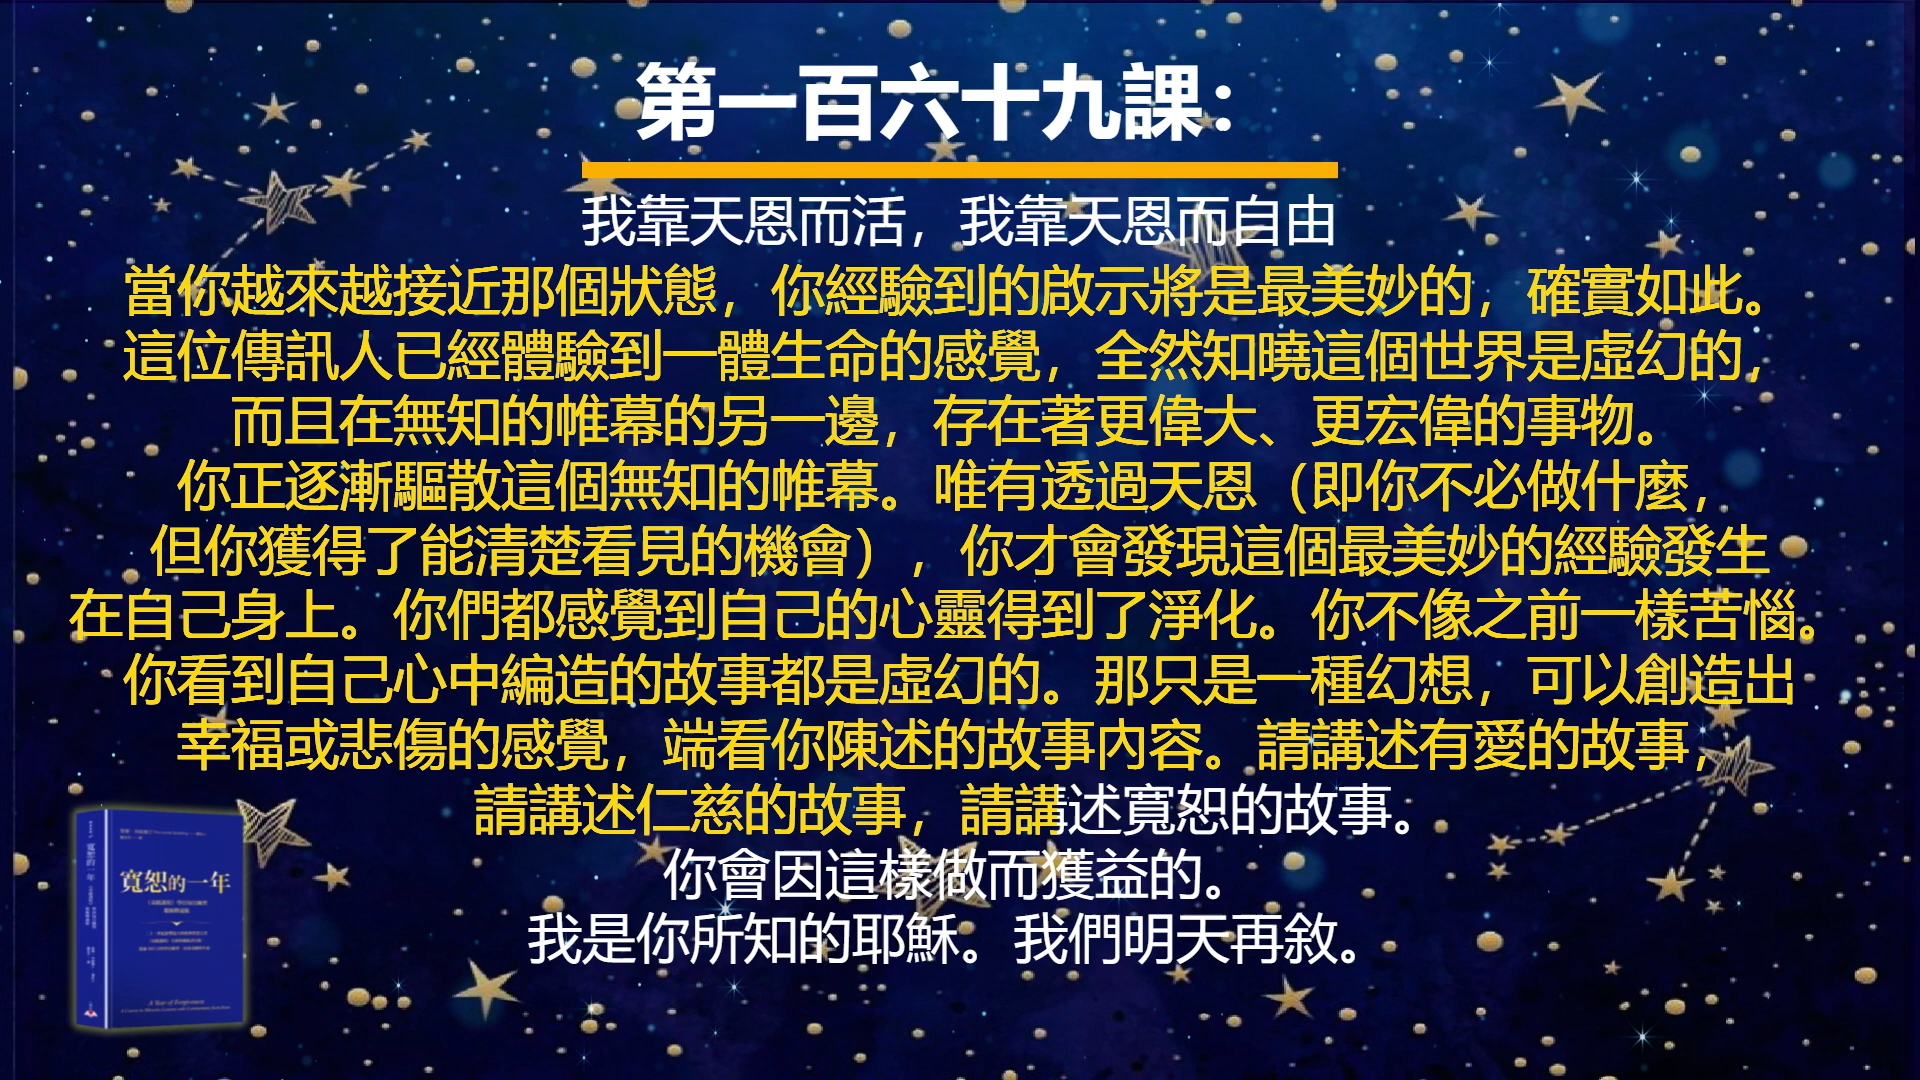 第一百六十九課：
我靠天恩而活，我靠天恩而自由
當你越來越接近那個狀態，你經驗到的啟示將是最美妙的，確實如此。
這位傳訊人已經體驗到一體生命的感覺，全然知曉這個世界是虛幻的，
而且在無知的帷幕的另一邊，存在著更偉大、更宏偉的事物。
你正逐漸驅散這個無知的帷幕。唯有透過天恩（即你不必做什麼，
但你獲得了能清楚看見的機會），你才會發現這個最美妙的經驗發生
在自己身上。你們都感覺到自己的心靈得到了淨化。你不像之前一樣苦惱。
你看到自己心中編造的故事都是虛幻的。那只是一種幻想，可以創造出
幸福或悲傷的感覺，端看你陳述的故事內容。請講述有愛的故事，
請講述仁慈的故事，請講述寬恕的故事。
你會因這樣做而獲益的。
我是你所知的耶穌。我們明天再敘。
寬恕的一年
A Year of Forgiveness